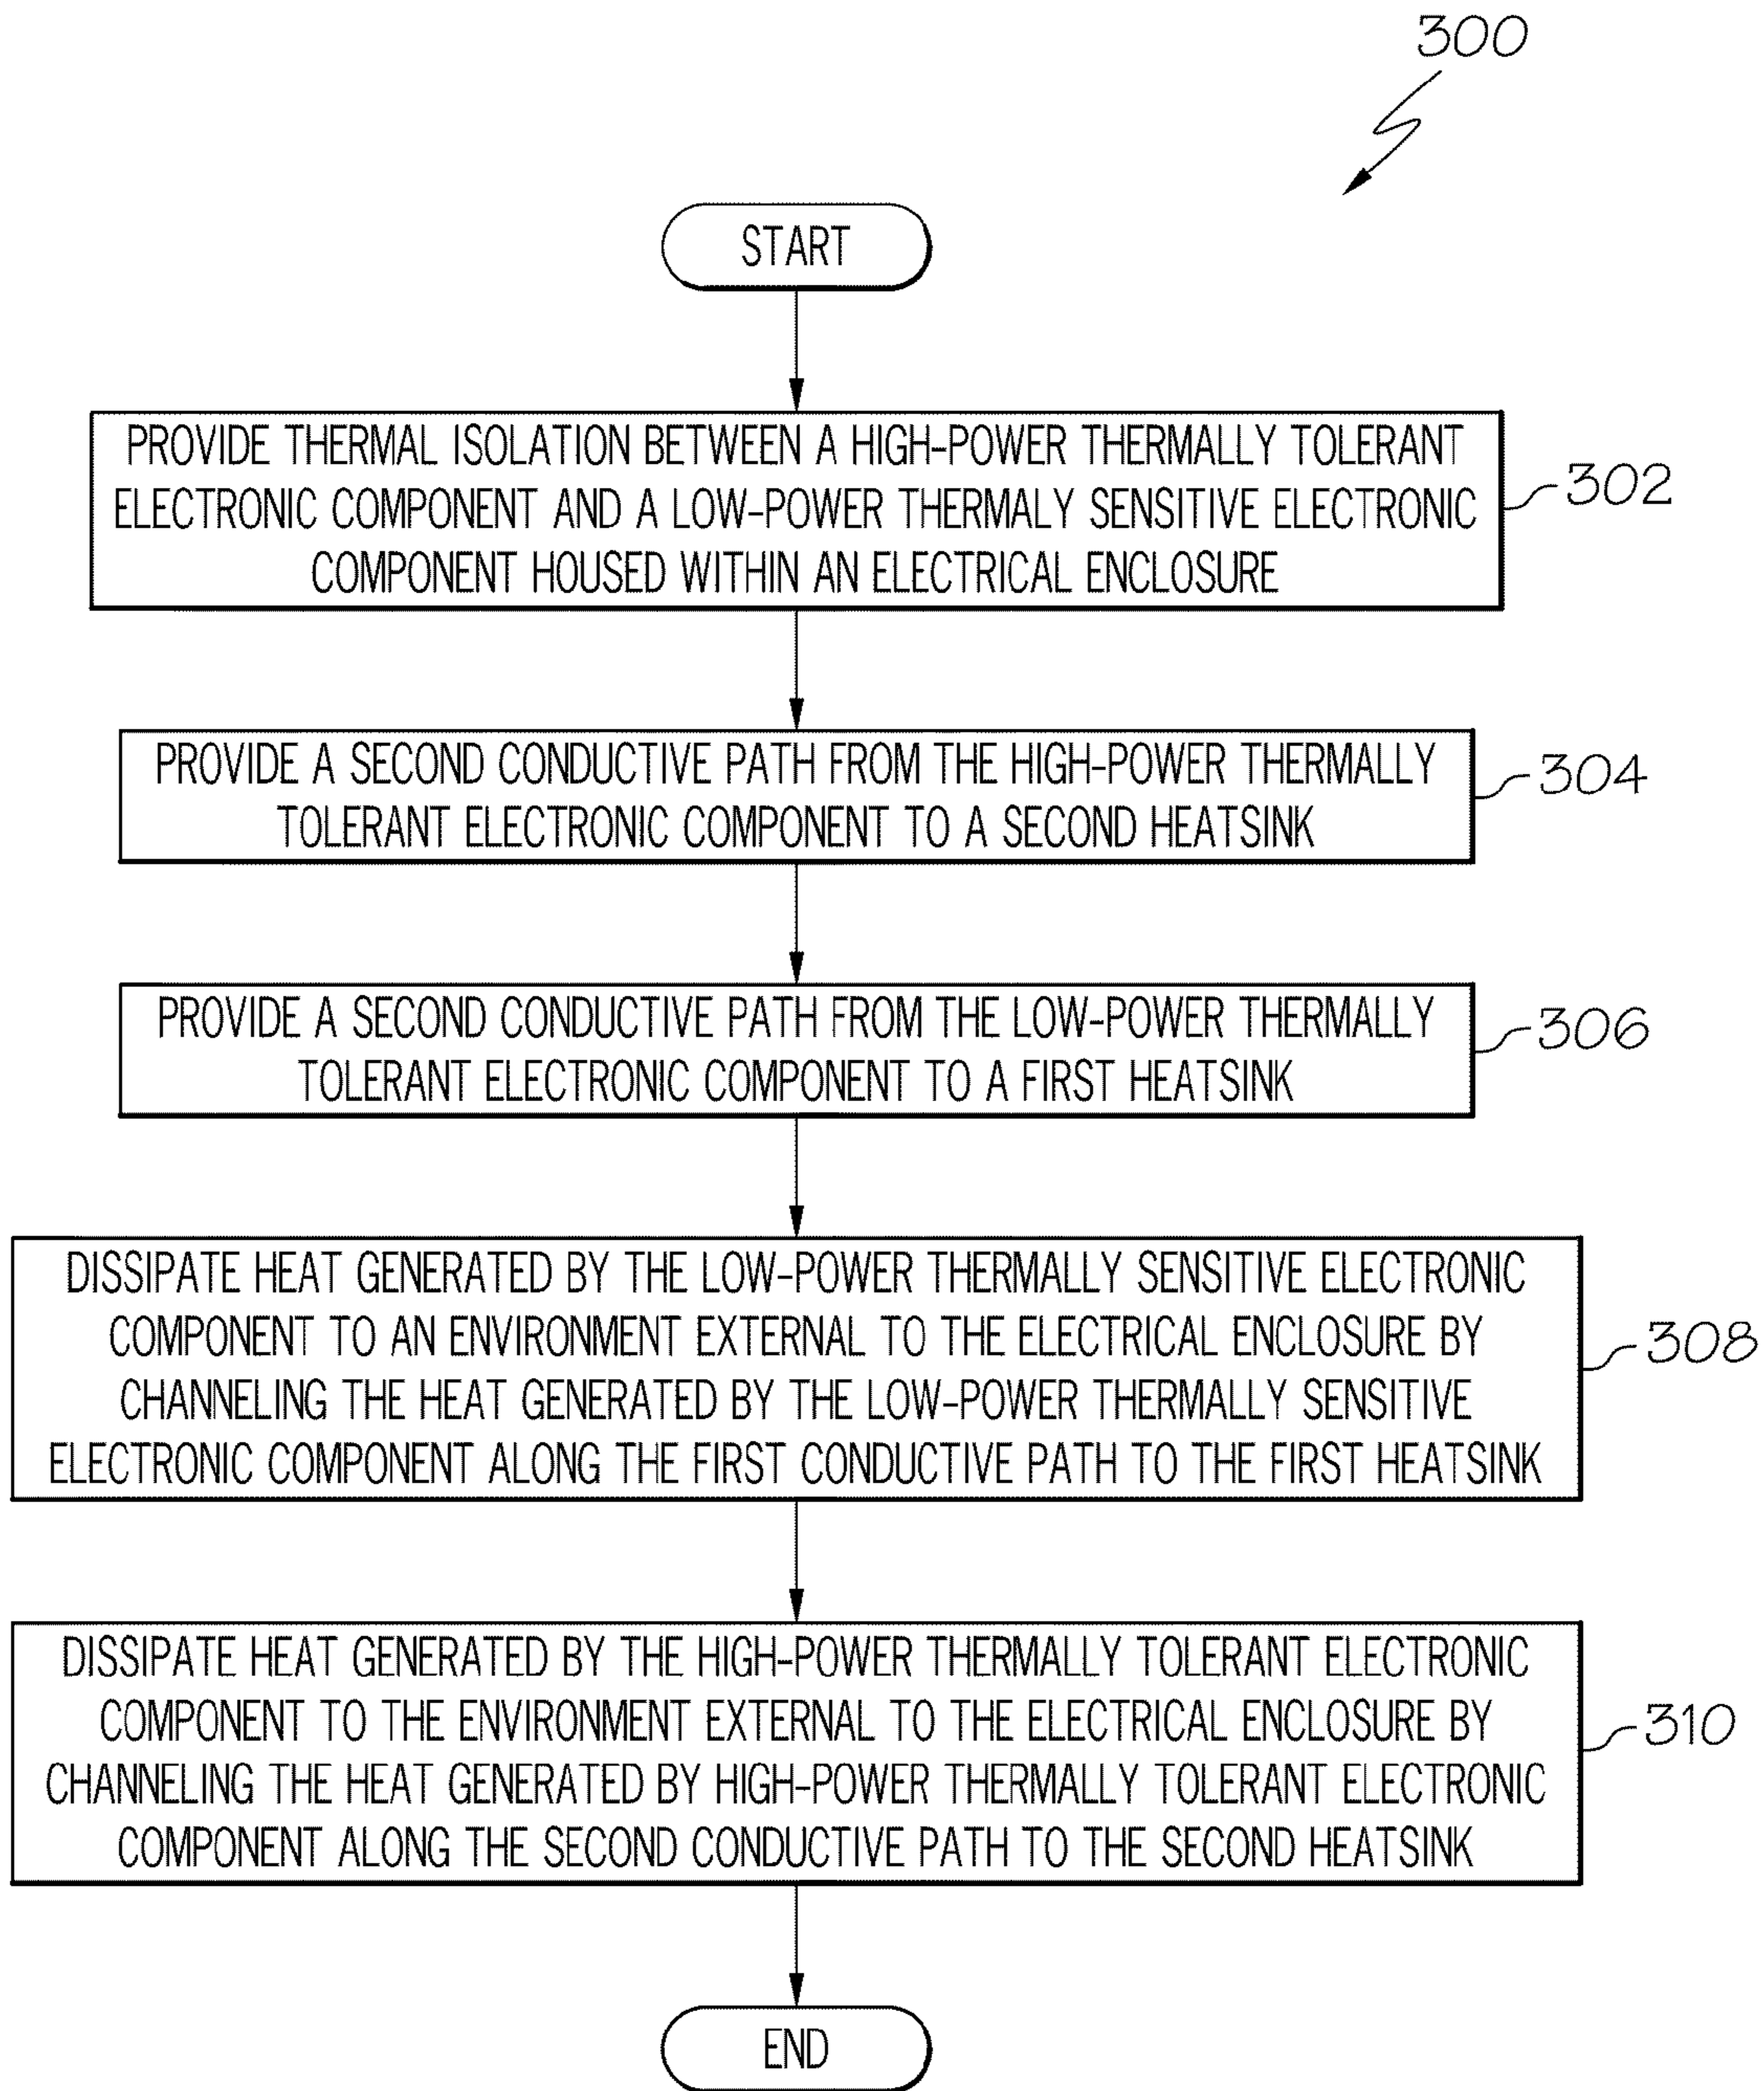 300
START
PROVIDE THERMAL ISOLATION BETWEEN A HIGH-POWER THERMALLY TOLERANT
ELECTRONIC COMPONENT AND A LOW-POWER THERMALY SENSITIVE ELECTRONIC
COMPONENT HOUSED WITHIN AN ELECTRICAL ENCLOSURE
302
PROVIDE A SECOND CONDUCTIVE PATH FROM THE HIGH-POWER THERMALLY
TOLERANT ELECTRONIC COMPONENT TO A SECOND HEATSINK
304
PROVIDE A SECOND CONDUCTIVE PATH FROM THE LOW-POWER THERMALLY
TOLERANT ELECTRONIC COMPONENT TO A FIRST HEATSINK
306
DISSIPATE HEAT GENERATED BY THE LOW-POWER THERMALLY SENSITIVE ELECTRONIC
COMPONENT TO AN ENVIRONMENT EXTERNAL TO THE ELECTRICAL ENCLOSURE BY
CHANNELING THE HEAT GENERATED BY THE LOW-POWER THERMALLY SENSITIVE
ELECTRONIC COMPONENT ALONG THE FIRST CONDUCTIVE PATH TO THE FIRST HEATSINK
308
DISSIPATE HEAT GENERATED BY THE HIGH-POWER THERMALLY TOLERANT ELECTRONIC
COMPONENT TO THE ENVIRONMENT EXTERNAL TO THE ELECTRICAL ENCLOSURE BY
CHANNELING THE HEAT GENERATED BY HIGH-POWER THERMALLY TOLERANT ELECTRONIC
COMPONENT ALONG THE SECOND CONDUCTIVE PATH TO THE SECOND HEATSINK
310
END